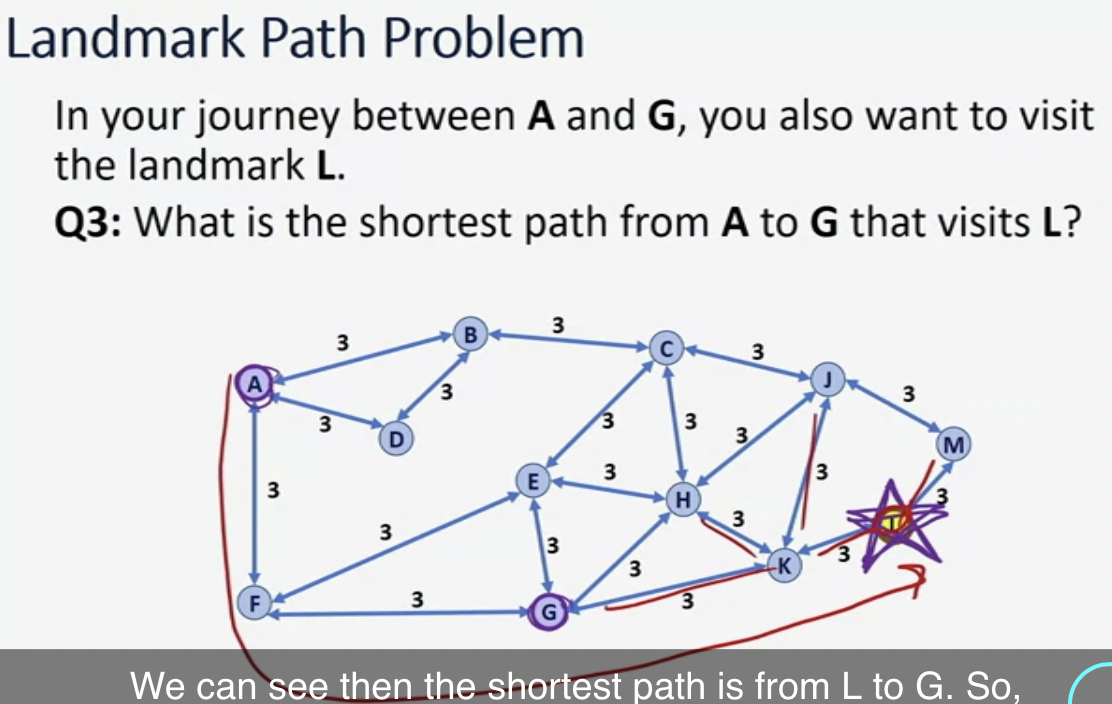 Landmark Path Problem
In your journey between A and G, you also want to visit
the landmark L.
Q3: What is the shortest path from A to G that visits L?
3
B
3
C
3
J
3
M
A
3
D
3
3
3
3
3
E
3
H
3
3
3
3
3
3
K
3
F
3
G
3
We can see then the shortest path is from L to G. So,